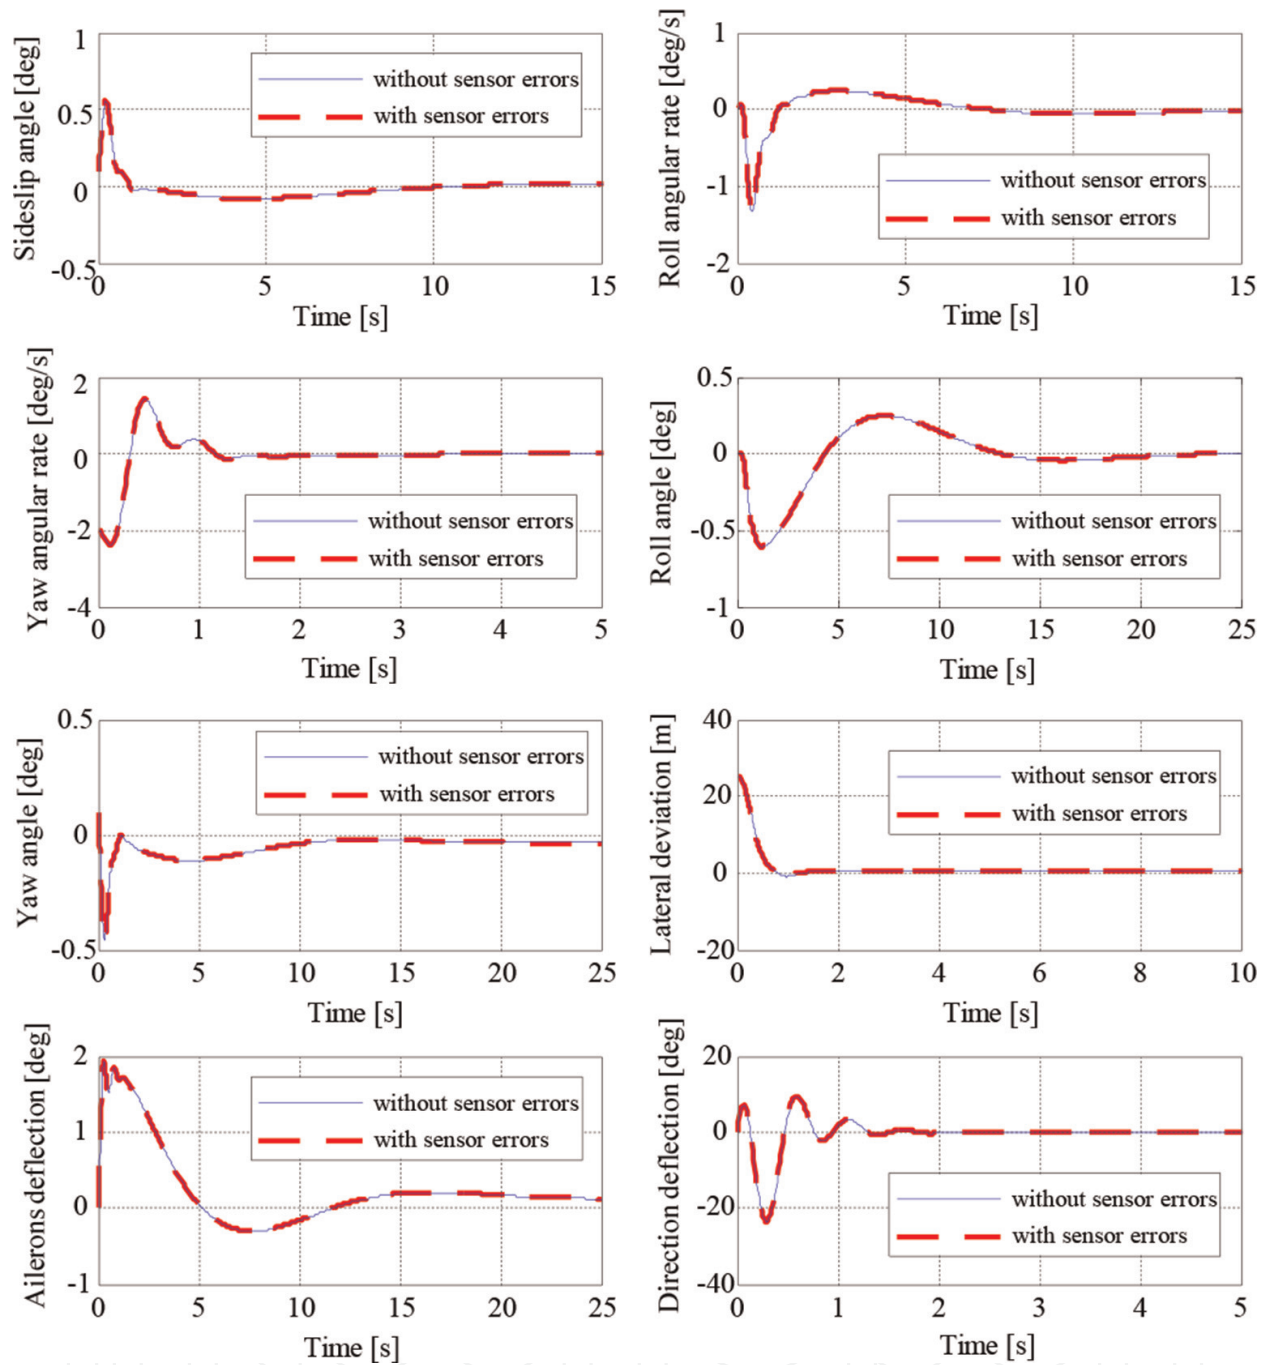 Sideslip angle [deg]
1
0.5
0
-0.5
without sensor errors
with sensor errors
0 5 10 15
Time [s]
Roll angular rate [deg/s]
1
0
-1
-2
without sensor errors
with sensor errors
0 5 10 15
Time [s]
Yaw angular rate [deg/s]
2
0
-2
-4
without sensor errors
with sensor errors
0 1 2 3 4 5
Time [s]
Roll angle [deg]
0.5
0
-0.5
-1
without sensor errors
with sensor errors
0 5 10 15 20 25
Time [s]
Yaw angle [deg]
0.5
0
-0.5
without sensor errors
with sensor errors
0 5 10 15 20 25
Time [s]
Lateral deviation [m]
40
20
0
-20
without sensor errors
with sensor errors
0 2 4 6 8 10
Time [s]
Ailerons deflection [deg]
2
1
0
-1
without sensor errors
with sensor errors
0 5 10 15 20 25
Time [s]
Direction deflection [deg]
20
0
-20
-40
without sensor errors
with sensor errors
0 1 2 3 4 5
Time [s]